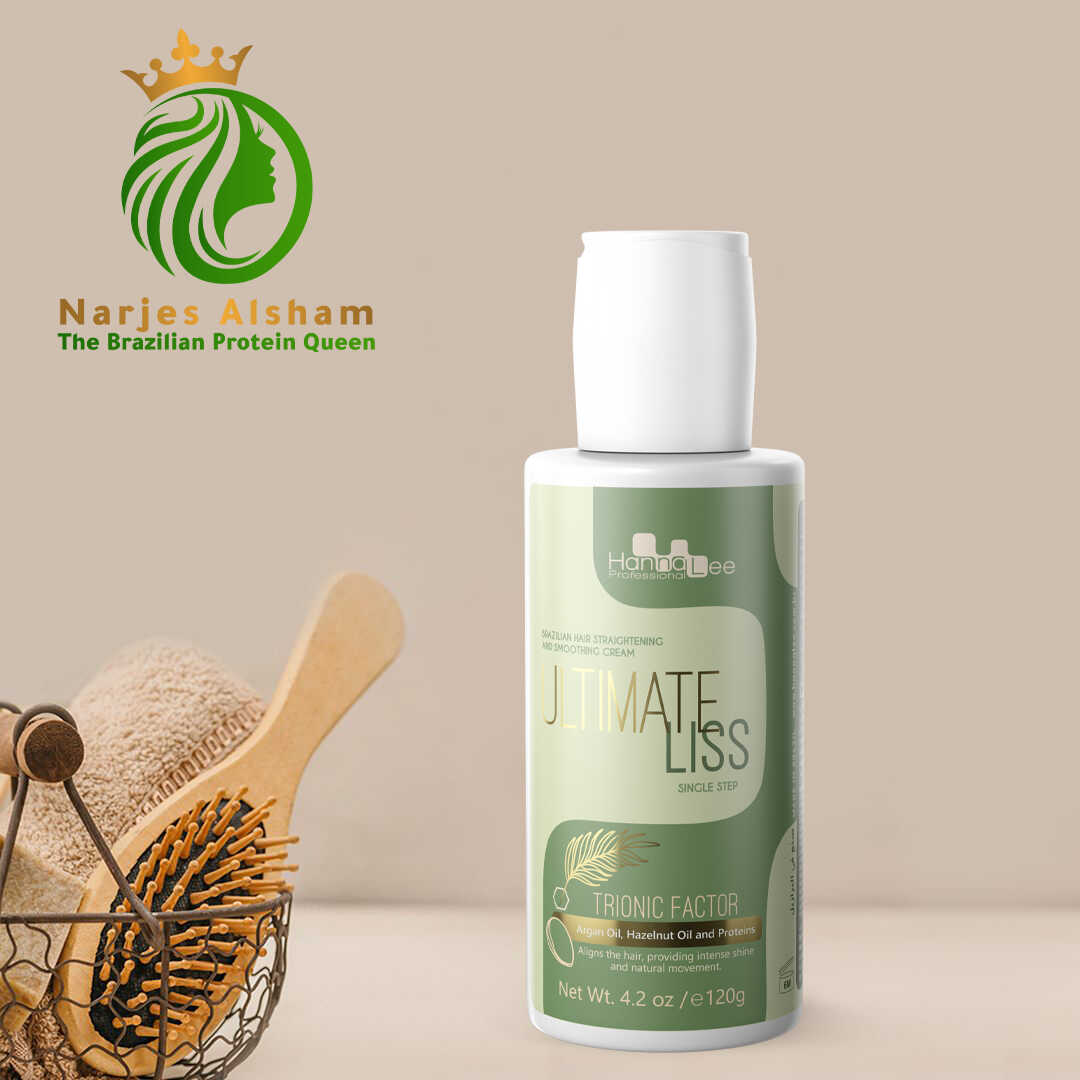 Narjes Alsham
The Brazilian Protein Queen
HannaLee
Professional
BRAZILIAN HAIR STRAIGHTENING
AND SMOOTHING CREAM
ULTIMATE
LISS
SINGLE STEP
TRIONIC FACTOR
Argan Oil, Hazelnut Oil and Proteins
Aligns the hair, providing intense shine
and natural movement.
Net Wt. 4.2 oz / ℮120g
6M